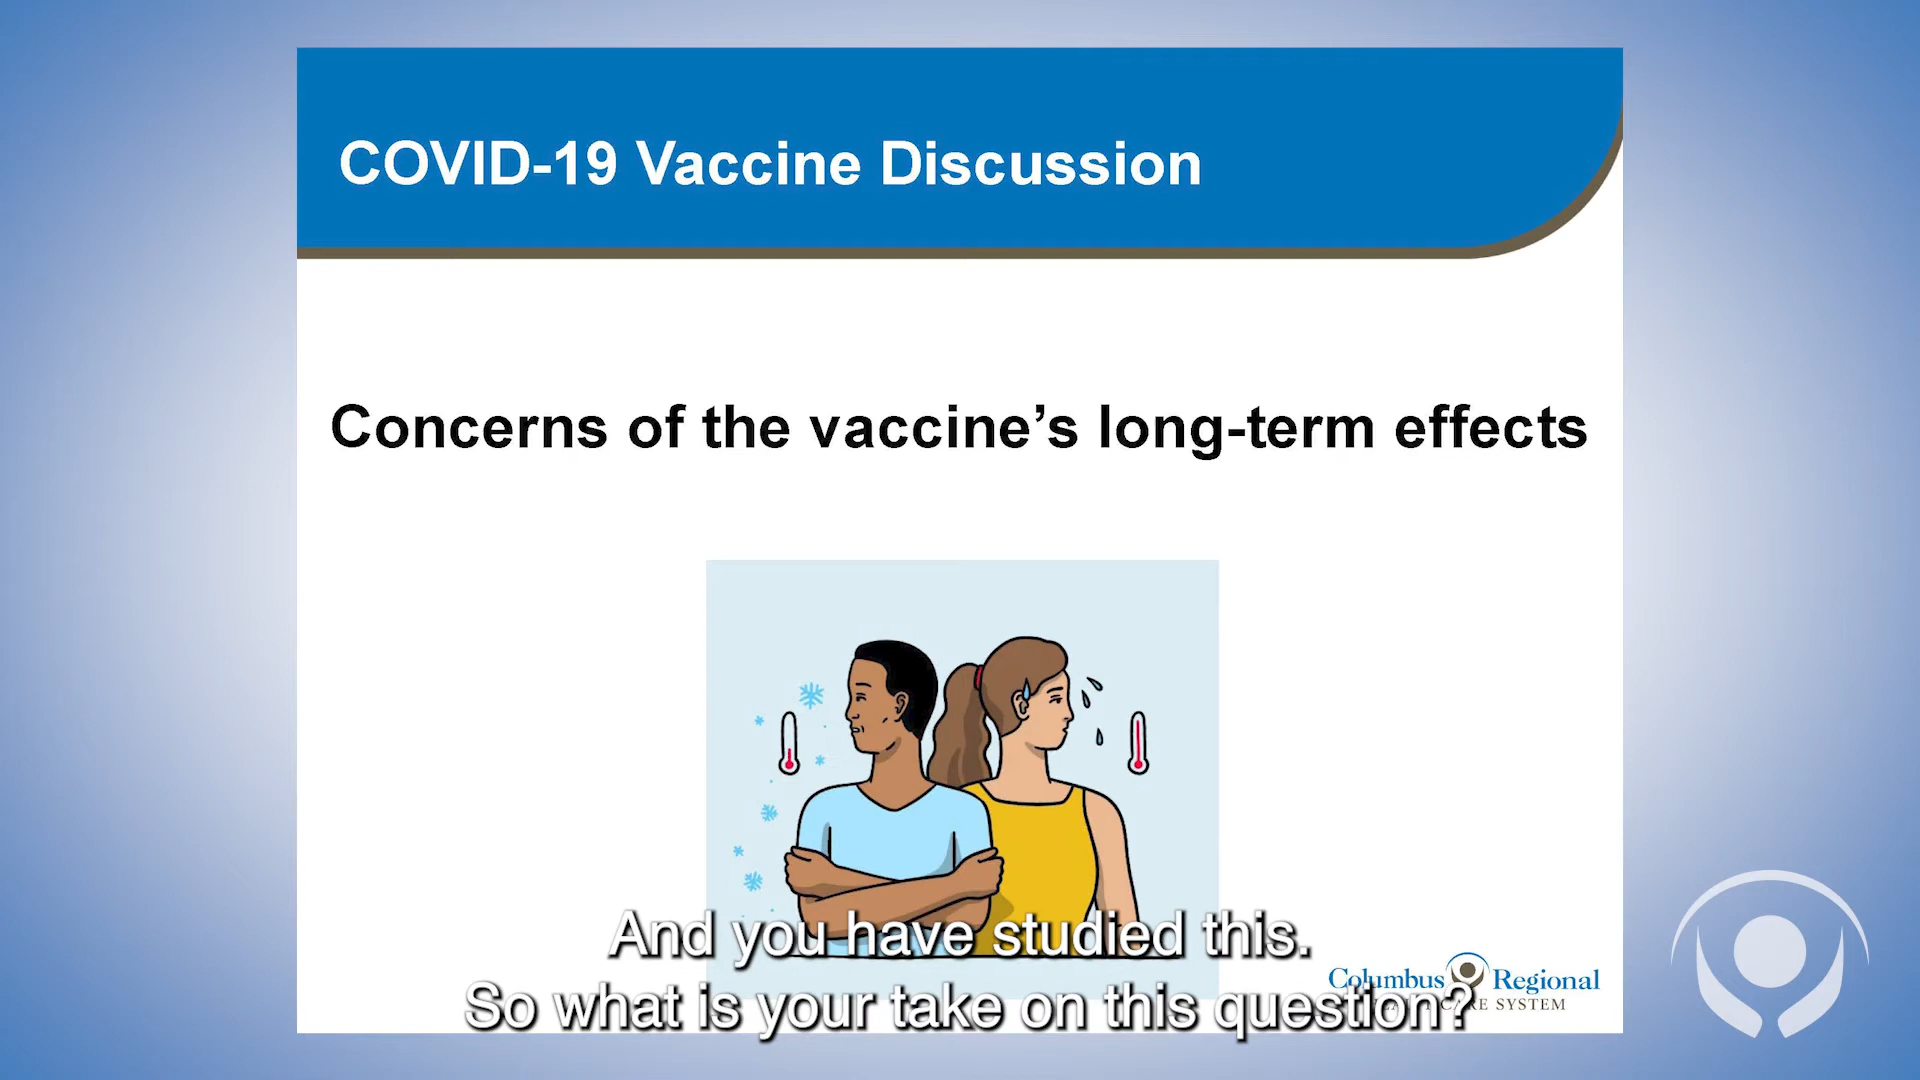 COVID-19 Vaccine Discussion
Concerns of the vaccine’s long-term effects
And you have studied this.
So what is your take on this question?
Columbus Regional
SYSTEM